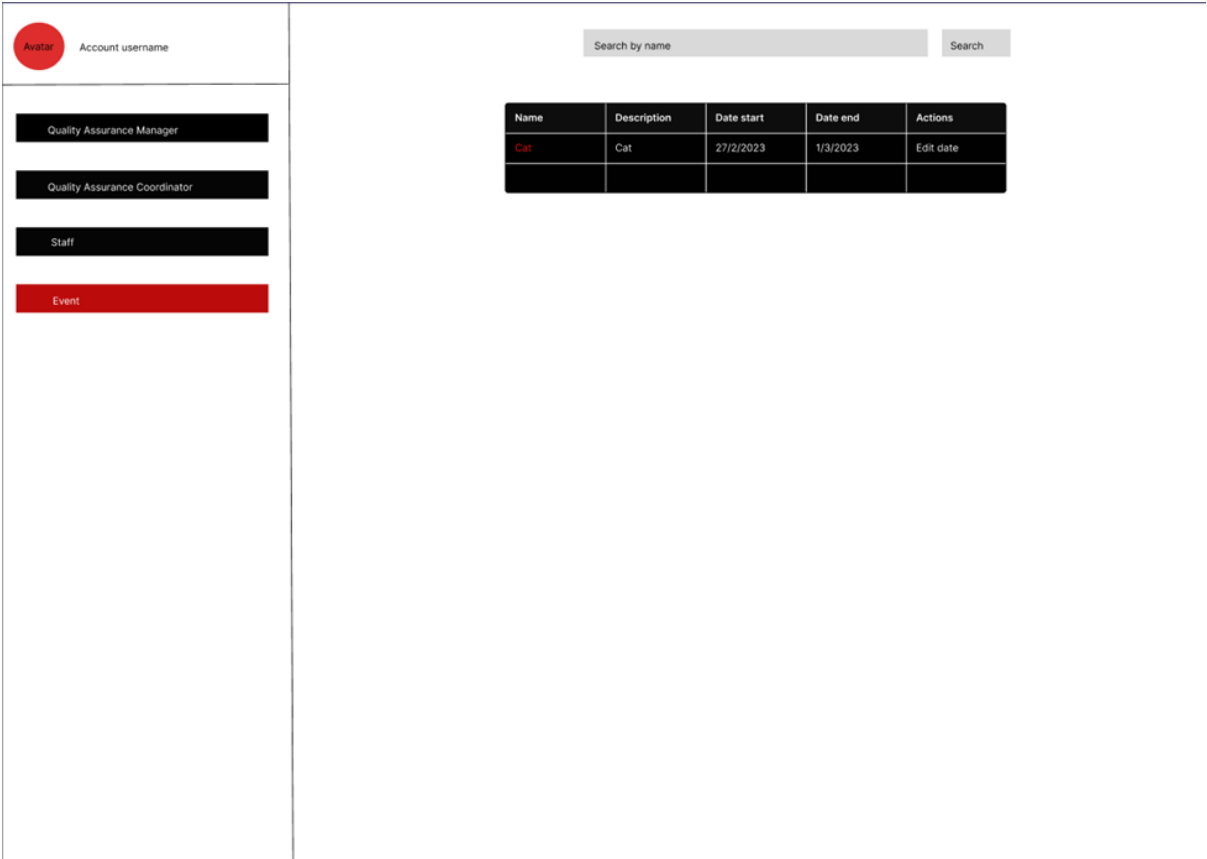 Avatar
Account username
Quality Assurance Manager
Quality Assurance Coordinator
Staff
Event
Search by name
Search
Name Description Date start Date end Actions
Cat Cat 27/2/2023 1/3/2023 Edit date